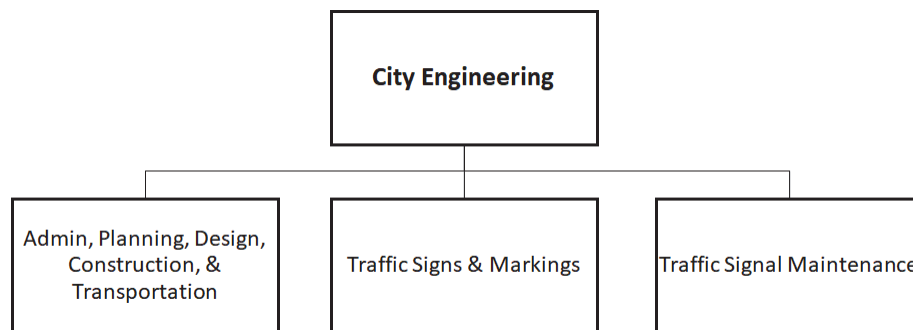 City Engineering
Admin, Planning, Design,
Construction, &
Transportation
Traffic Signs & Markings
Traffic Signal Maintenance